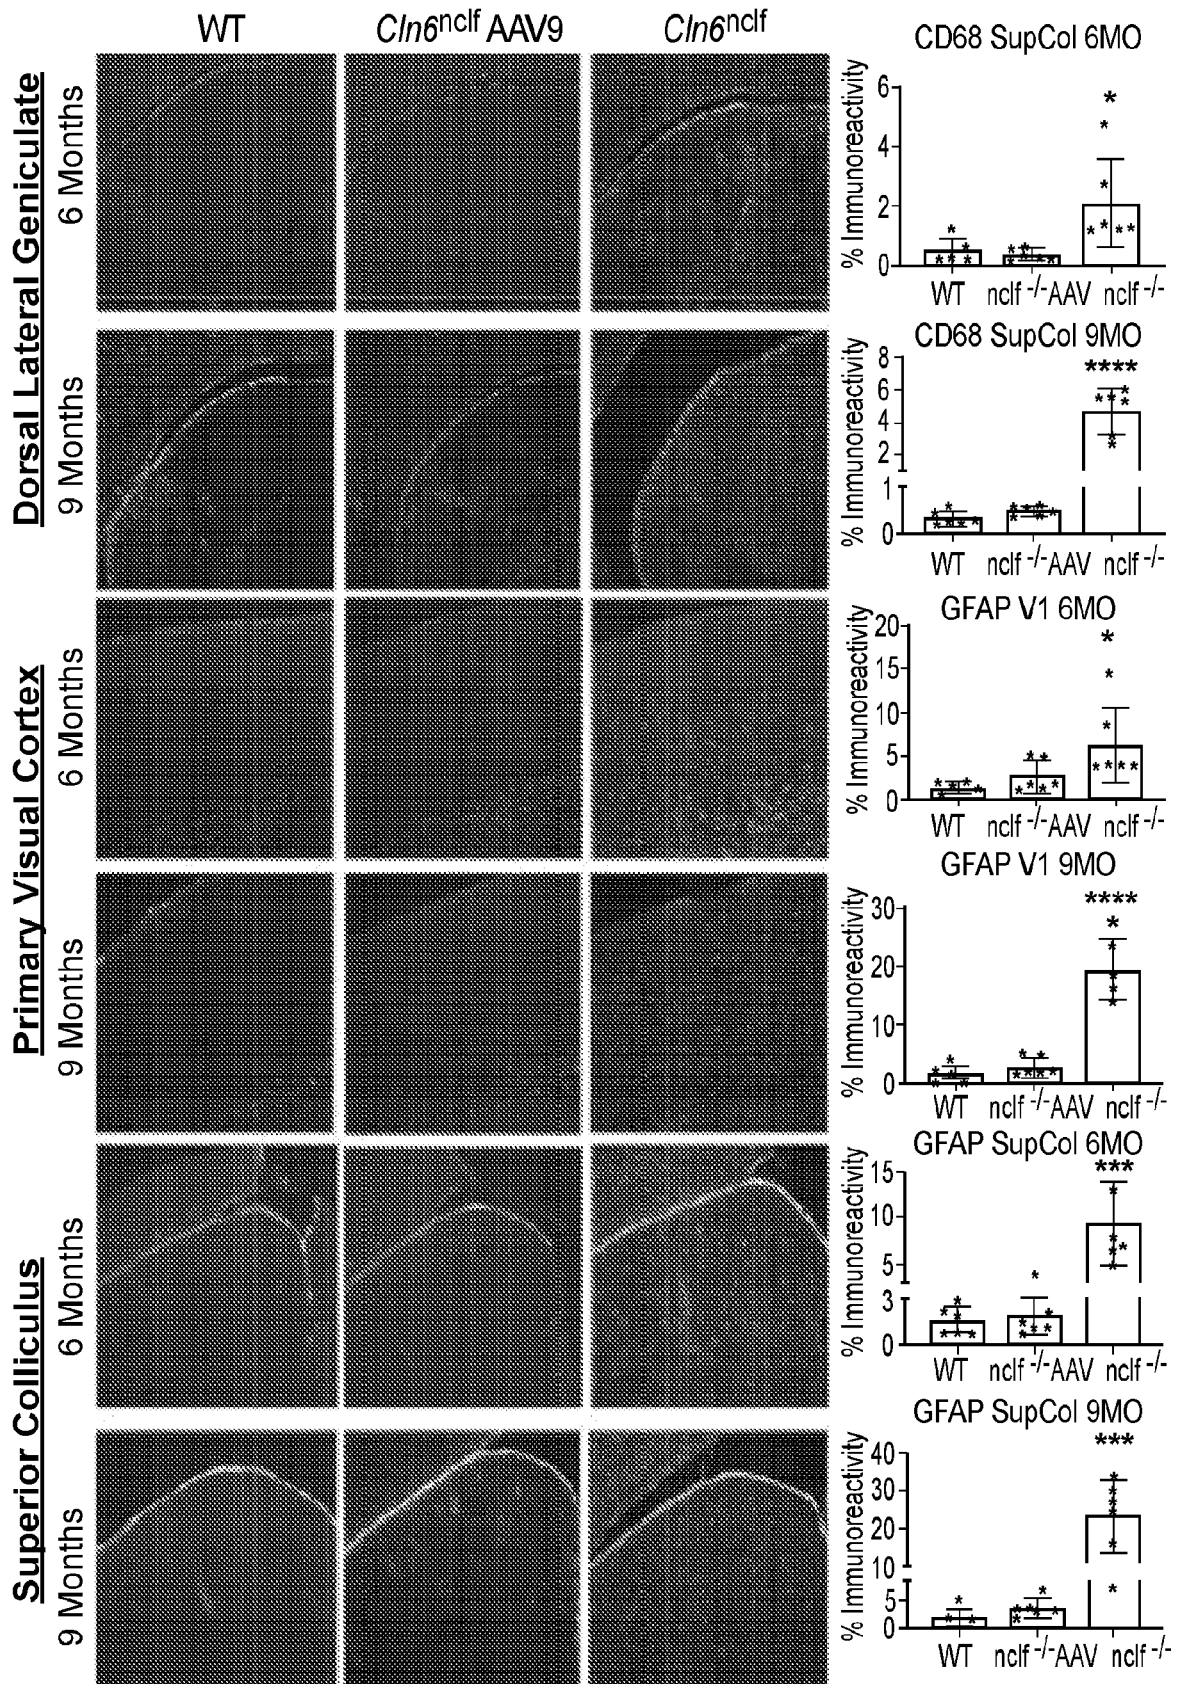 WT
Cln6nclf AAV9
Cln6nclf
Dorsal Lateral Geniculate
6 Months
9 Months
Primary Visual Cortex
6 Months
9 Months
Superior Colliculus
6 Months
9 Months
CD68 SupCol 6MO
% Immunoreactivity
6
4
2
0
*
WT nclf -/-AAV nclf -/-
CD68 SupCol 9MO
% Immunoreactivity
8
6
4
2
1
0
****
WT nclf -/-AAV nclf -/-
GFAP V1 6MO
% Immunoreactivity
20
15
10
5
0
*
WT nclf -/-AAV nclf -/-
GFAP V1 9MO
% Immunoreactivity
30
20
10
0
****
WT nclf -/-AAV nclf -/-
GFAP SupCol 6MO
% Immunoreactivity
15
10
5
3
0
***
WT nclf -/-AAV nclf -/-
GFAP SupCol 9MO
% Immunoreactivity
40
30
20
10
5
0
***
WT nclf -/-AAV nclf -/-